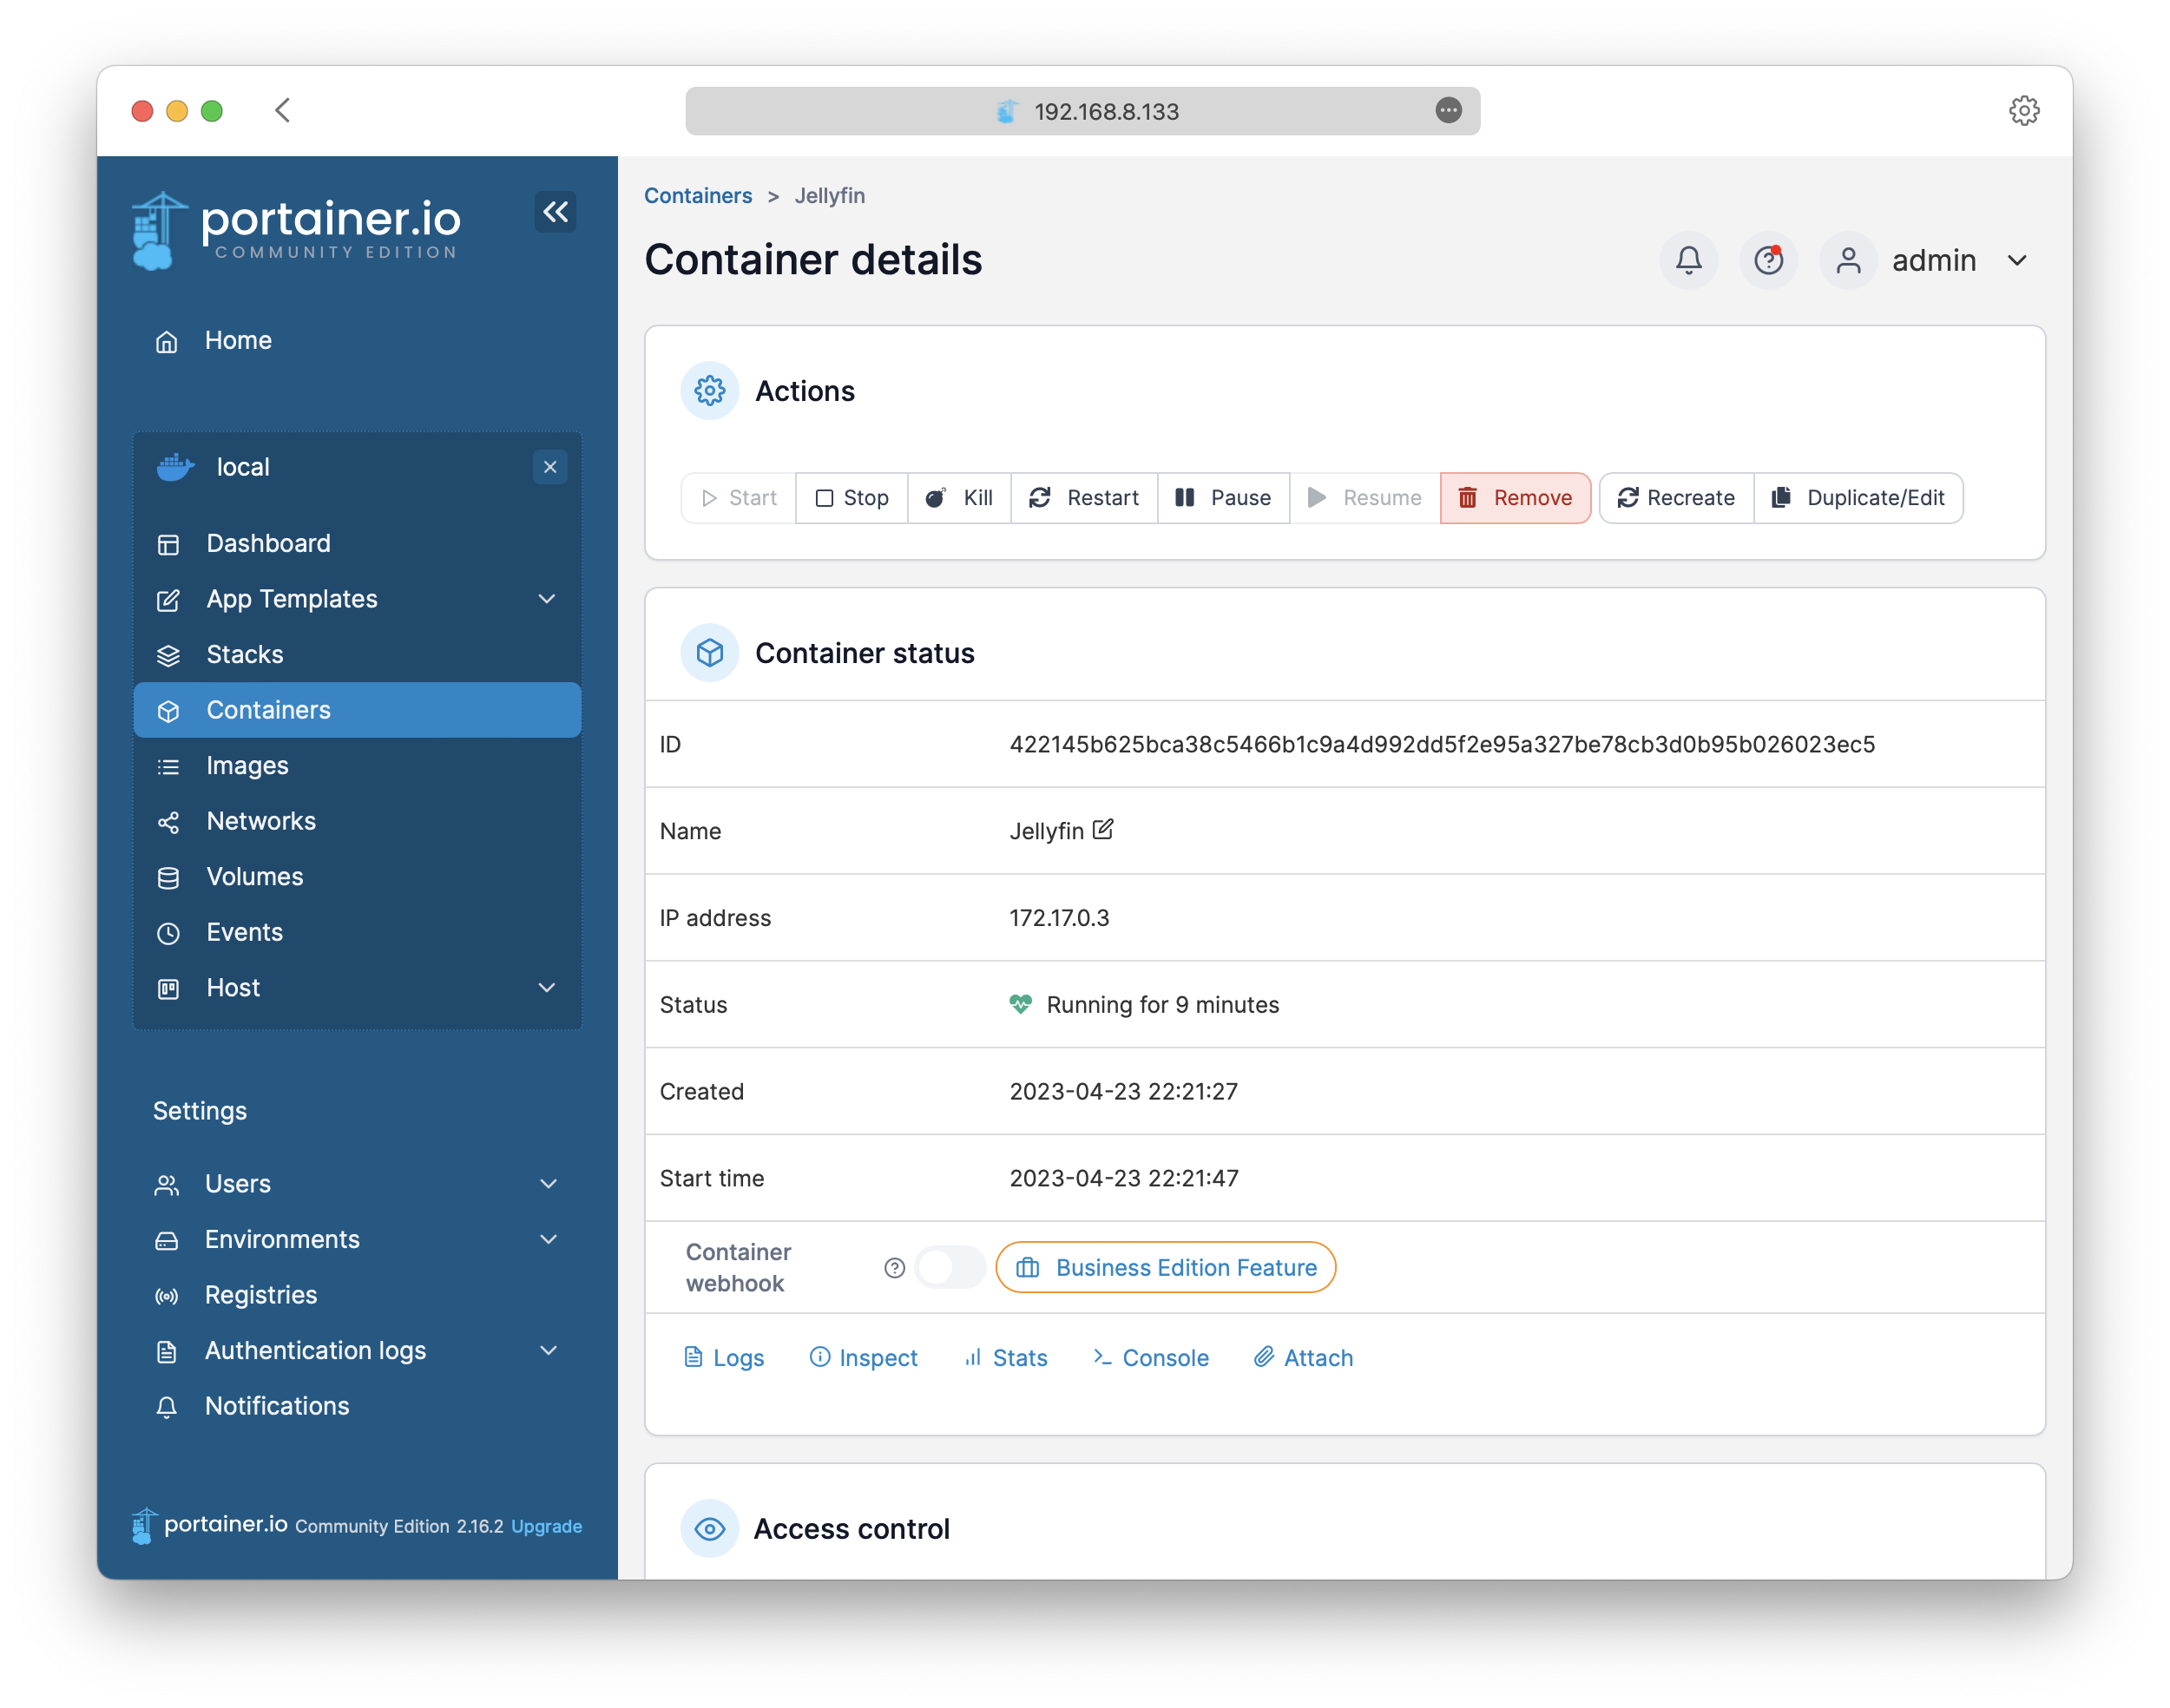 192.168.8.133
portainer.io
COMMUNITY EDITION
Home
local
Dashboard
App Templates
Stacks
Containers
Images
Networks
Volumes
Events
Host
Settings
Users
Environments
Registries
Authentication logs
Notifications
portainer.io Community Edition 2.16.2 Upgrade
Containers > Jellyfin
Container details
admin
Actions
Start Stop Kill Restart Pause Resume Remove Recreate Duplicate/Edit
Container status
ID 422145b625bca38c5466b1c9a4d992dd5f2e95a327be78cb3d0b95b026023ec5
Name Jellyfin
IP address 172.17.0.3
Status Running for 9 minutes
Created 2023-04-23 22:21:27
Start time 2023-04-23 22:21:47
Container
webhook
Business Edition Feature
Logs Inspect Stats Console Attach
Access control